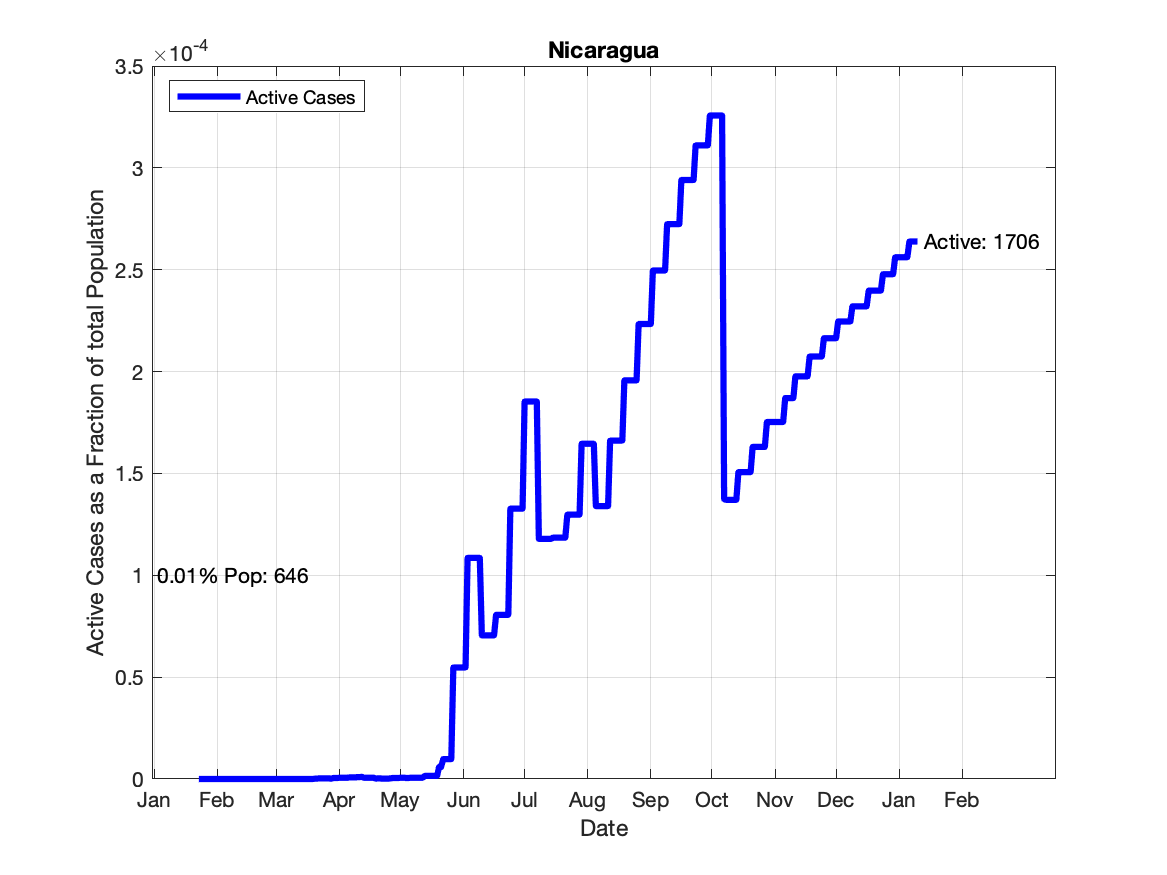 Nicaragua
×10-4
3.5
3
2.5
2
1.5
1
0.5
0
Active Cases as a Fraction of total Population
Active Cases
Active: 1706
0.01% Pop: 646
Jan Feb Mar Apr May Jun Jul Aug Sep Oct Nov Dec Jan Feb
Date